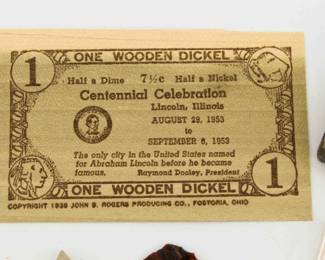 ONE WOODEN DICKEL
1 Half a Dime 7½c Half a Nickel
Centennial Celebration
Lincoln, Illinois
AUGUST 29, 1953
TO
SEPTEMBER 6, 1953
The only city in the United States named
for Abraham Lincoln before he became
famous. Raymond Dooley, President
1
ONE WOODEN DICKEL
COPYRIGHT 1939 JOHN B. ROGERS PRODUCING CO., FOSTORIA, OHIO